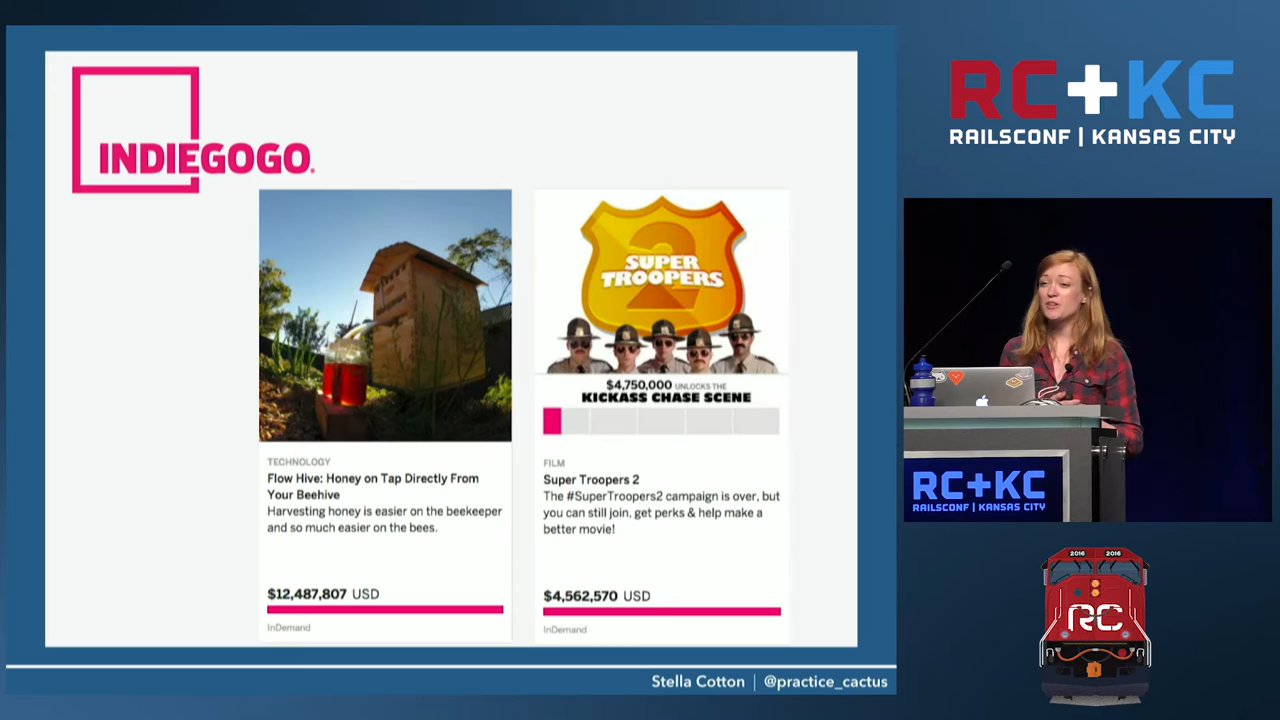 INDIEGOGO.
SUPER
TROOPERS
2
$4,750,000 UNLOCKS THE
KICKASS CHASE SCENE
TECHNOLOGY
Flow Hive: Honey on Tap Directly From
Your Beehive
Harvesting honey is easier on the beekeeper
and so much easier on the bees.
$12,487,807 USD
InDemand
FILM
Super Troopers 2
The #SuperTroopers2 campaign is over, but
you can still join, get perks & help make a
better movie!
$4,562,570 USD
InDemand
Stella Cotton | @practice_cactus
RC+KC
RAILSCONF | KANSAS CITY
RC+KC
RAILSCONF | KANSAS CITY
2016 2016
RC